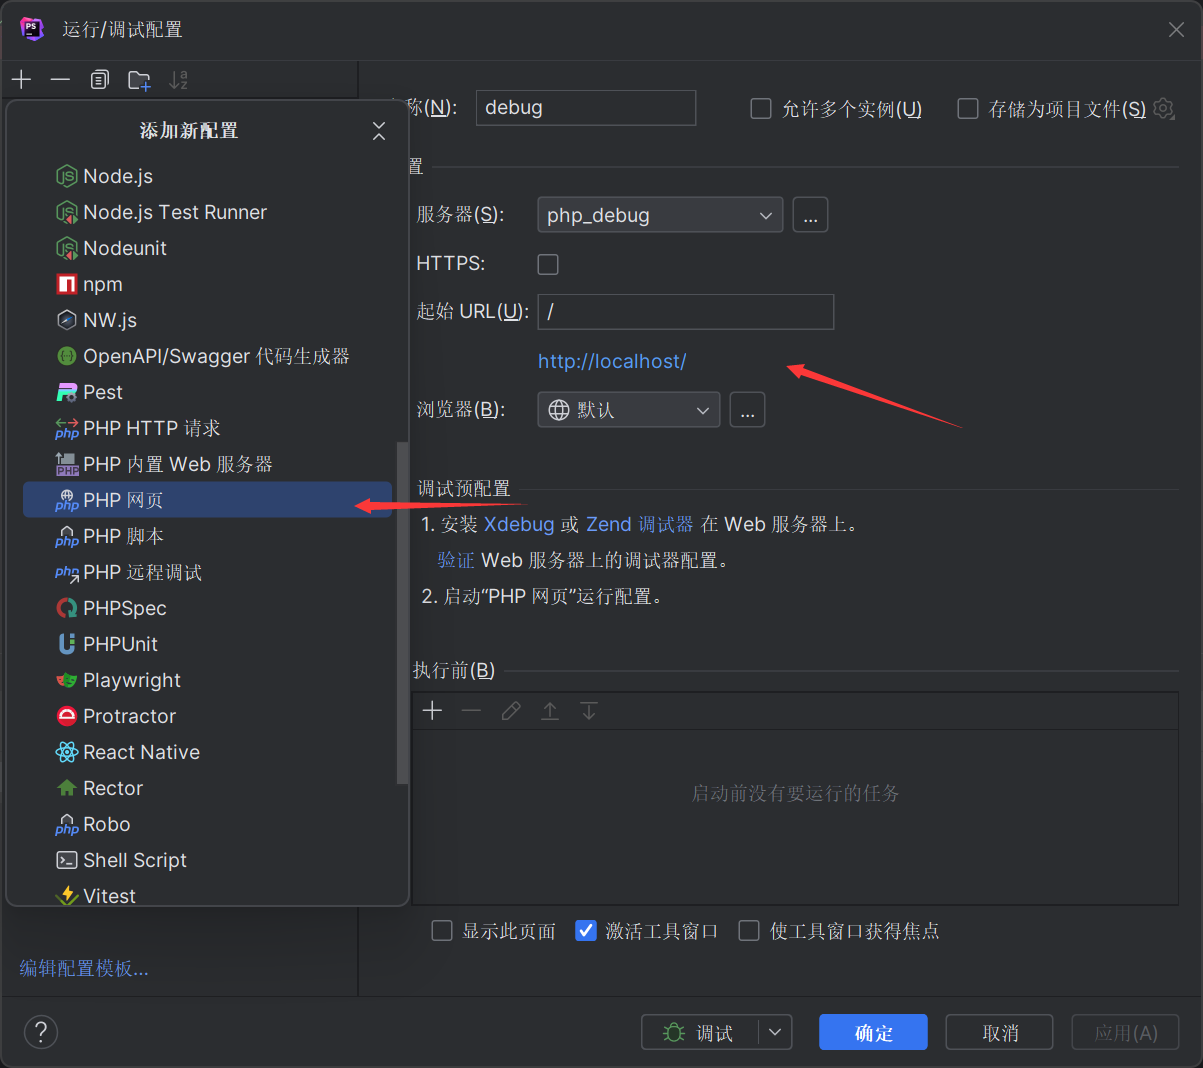 运行/调试配置
添加新配置
Node.js
Node.js Test Runner
Nodeunit
npm
NW.js
OpenAPI/Swagger 代码生成器
Pest
PHP HTTP 请求
PHP 内置 Web 服务器
PHP 网页
PHP 脚本
PHP 远程调试
PHPSpec
PHPUnit
Playwright
Protractor
React Native
Rector
Robo
Shell Script
Vitest
编辑配置模板...
称(N): debug
允许多个实例(U)
存储为项目文件(S)
置
服务器(S): php_debug ...
HTTPS:
起始 URL(U): /
http://localhost/
浏览器(B): 默认 ...
调试预配置
1. 安装 Xdebug 或 Zend 调试器 在 Web 服务器上。
验证 Web 服务器上的调试器配置。
2. 启动“PHP 网页”运行配置。
执行前(B)
启动前没有要运行的任务
显示此页面 激活工具窗口 使工具窗口获得焦点
? 调试 确定 取消 应用(A)